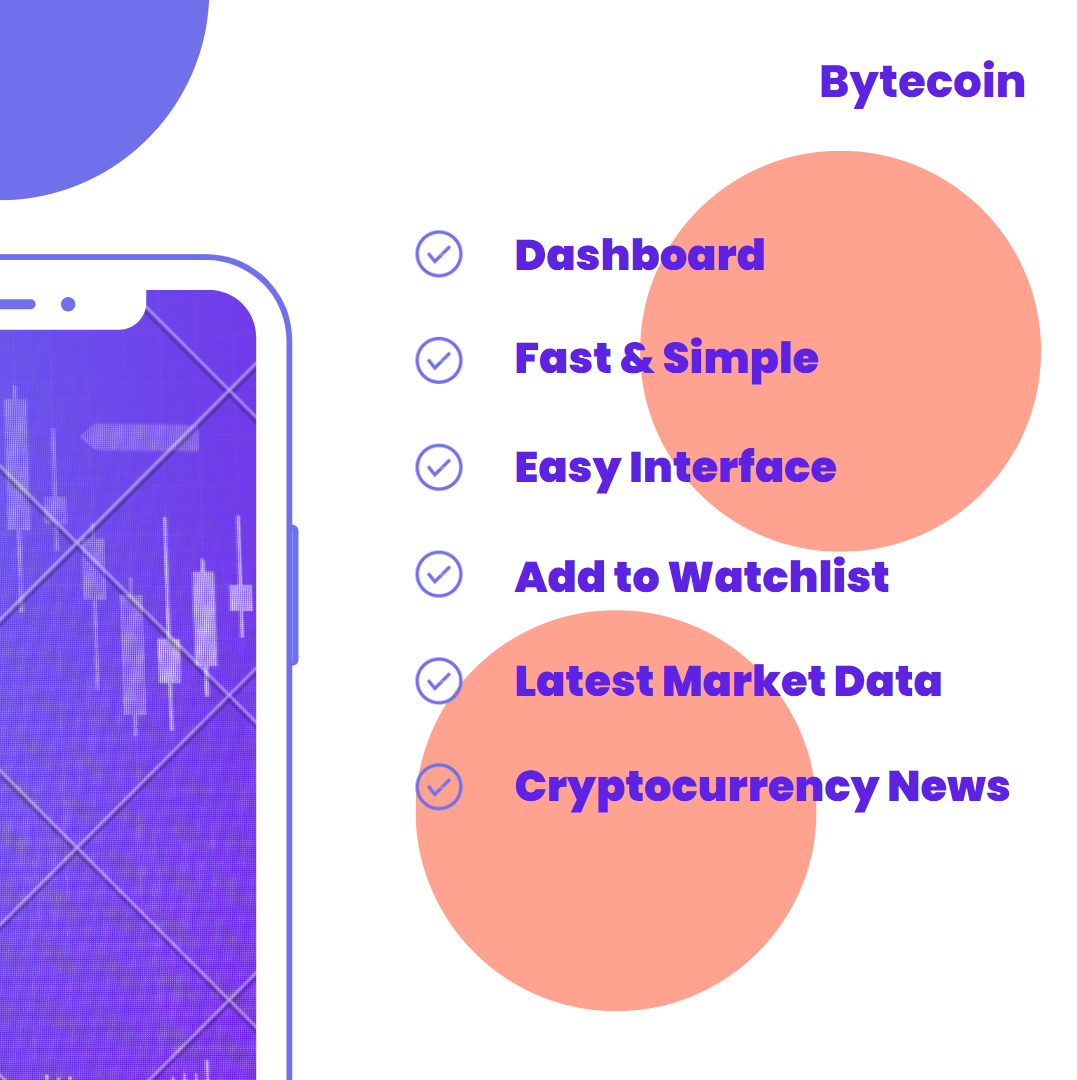 Bytecoin
Dashboard
Fast & Simple
Easy Interface
Add to Watchlist
Latest Market Data
Cryptocurrency News